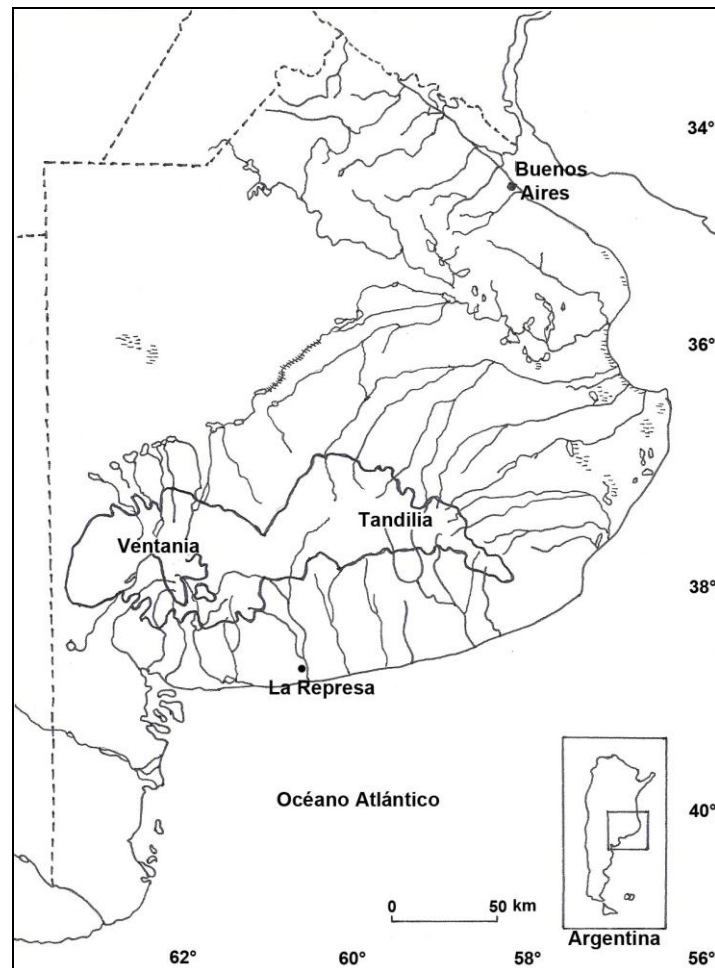 34°
Buenos
Aires
36°
Tandilia
Ventania
38°
La Represa
Océano Atlántico
40°
0 50 km
Argentina
62° 60° 58° 56°